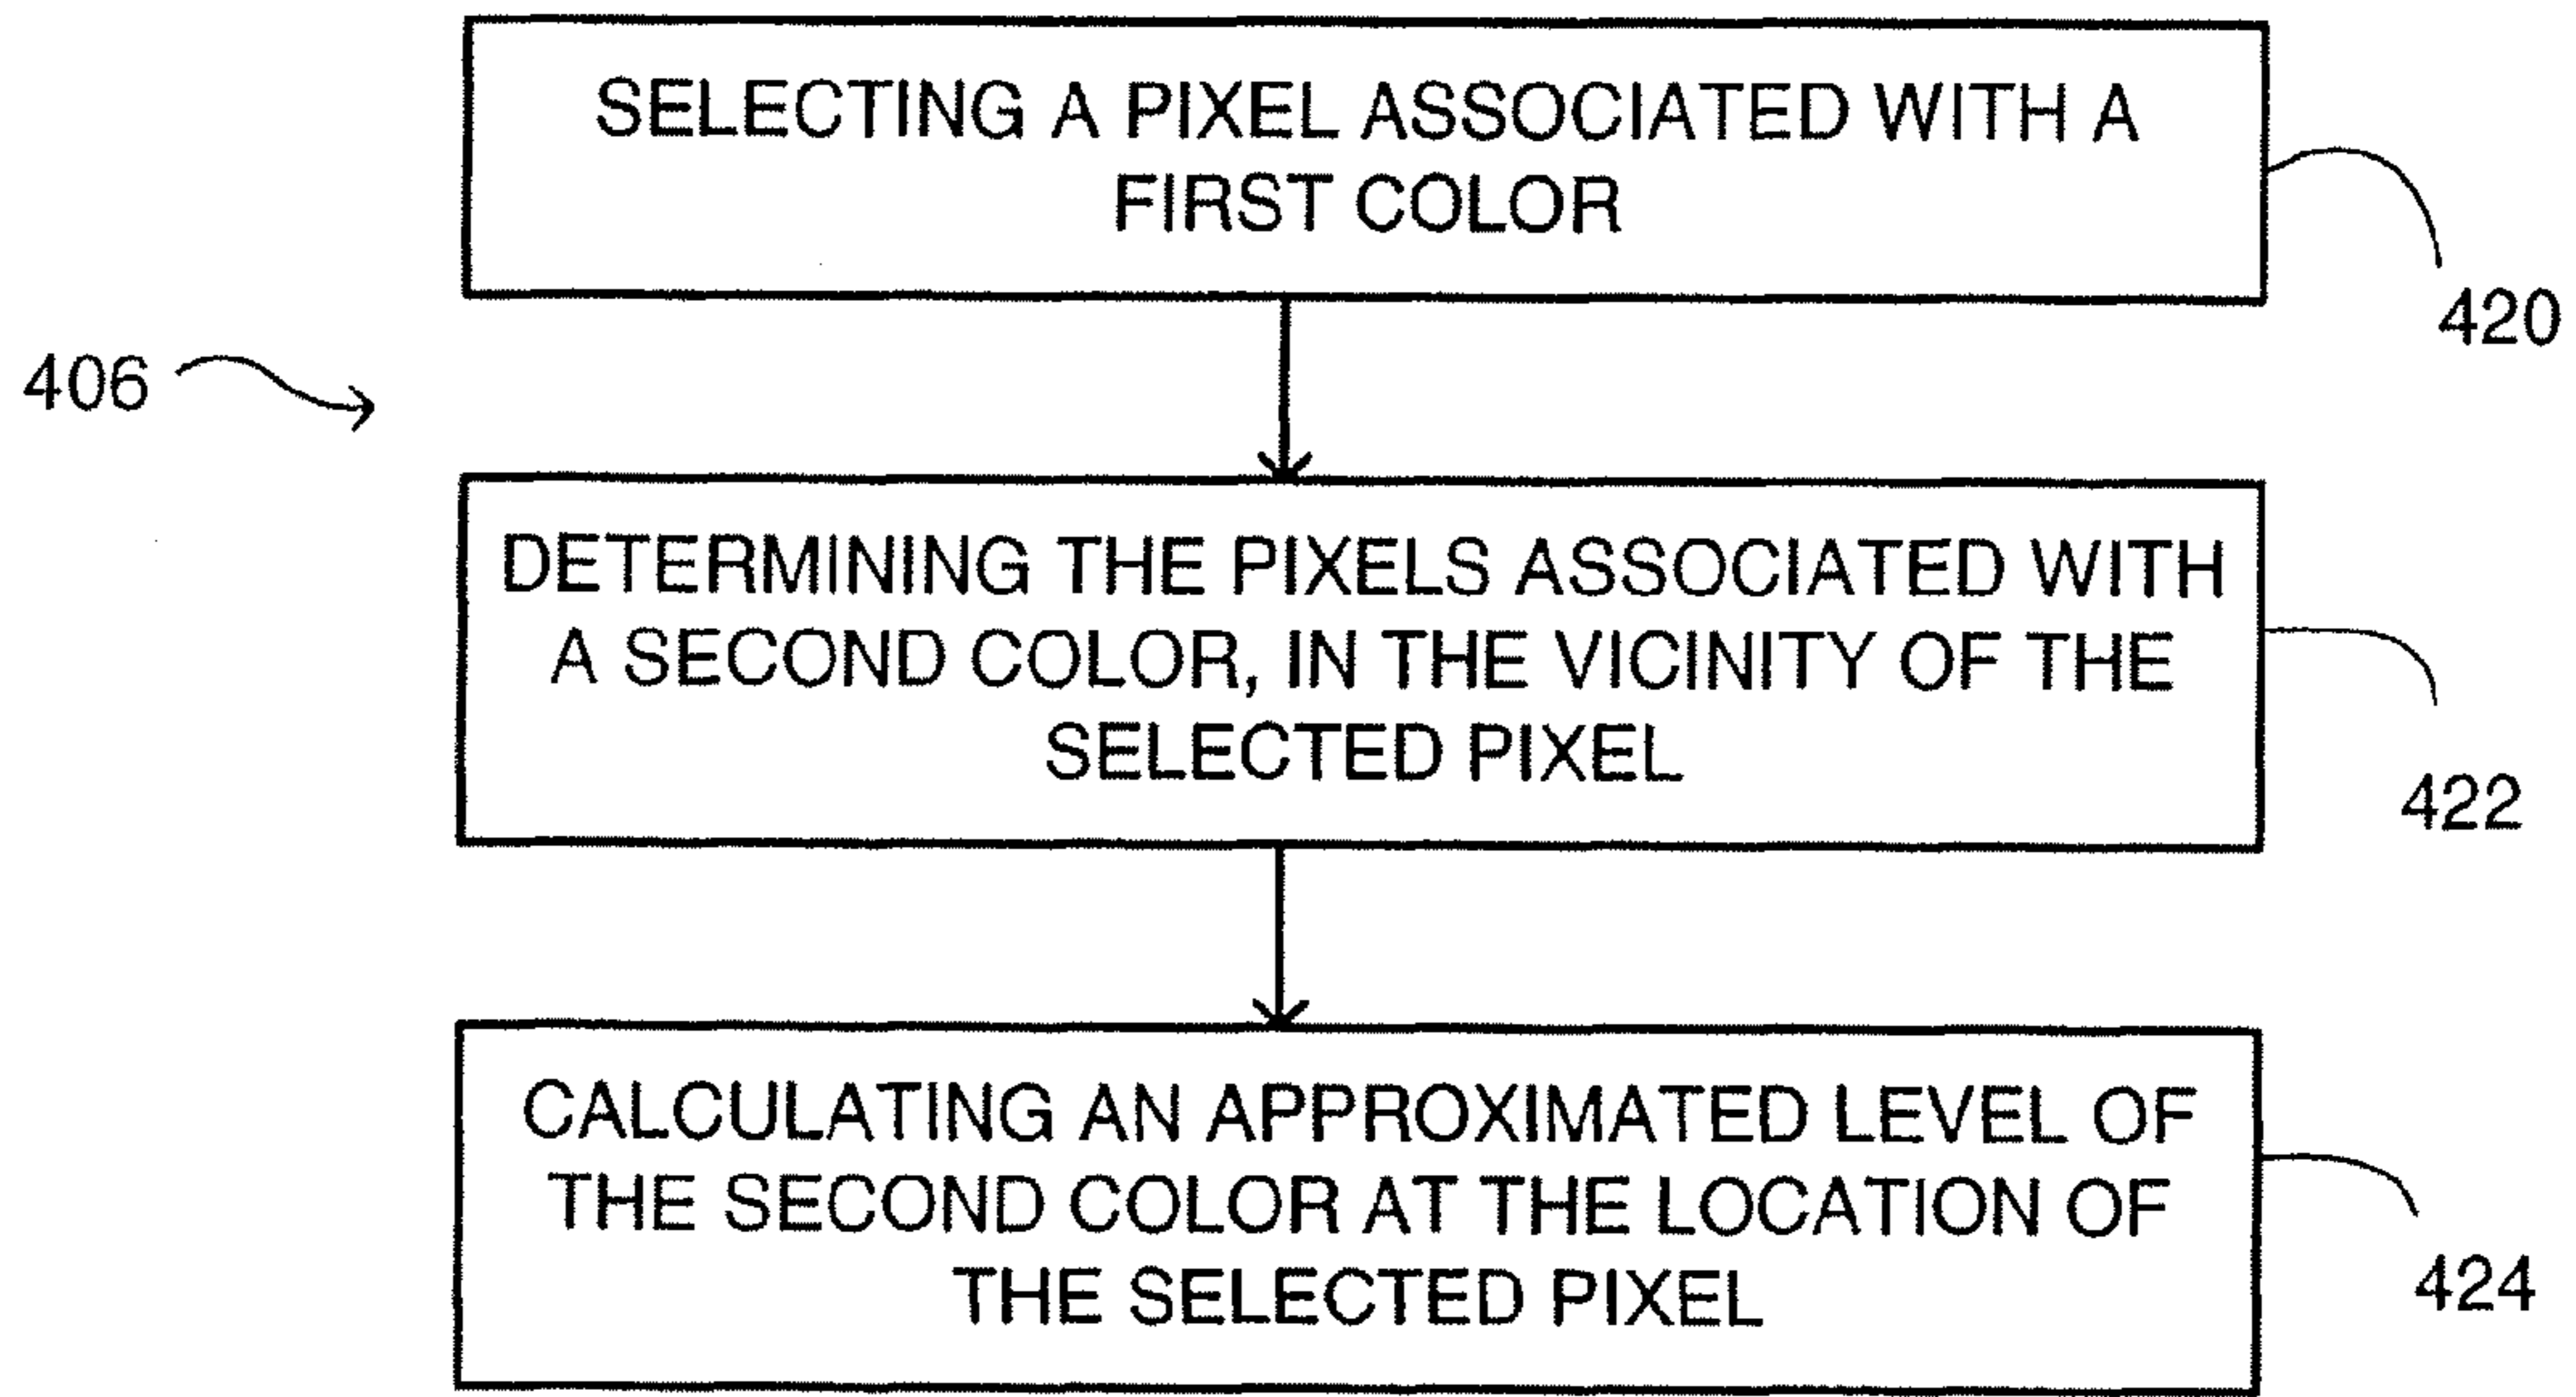 SELECTING A PIXEL ASSOCIATED WITH A
FIRST COLOR
420
406
DETERMINING THE PIXELS ASSOCIATED WITH
A SECOND COLOR, IN THE VICINITY OF THE
SELECTED PIXEL
422
CALCULATING AN APPROXIMATED LEVEL OF
THE SECOND COLOR AT THE LOCATION OF
THE SELECTED PIXEL
424